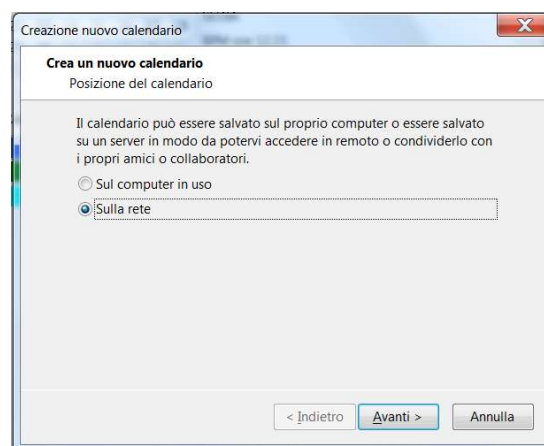 Creazione nuovo calendario
Crea un nuovo calendario
Posizione del calendario
Il calendario può essere salvato sul proprio computer o essere salvato
su un server in modo da potervi accedere in remoto o condividerlo con
i propri amici o collaboratori.
Sul computer in uso
Sulla rete
< Indietro
Avanti >
Annulla